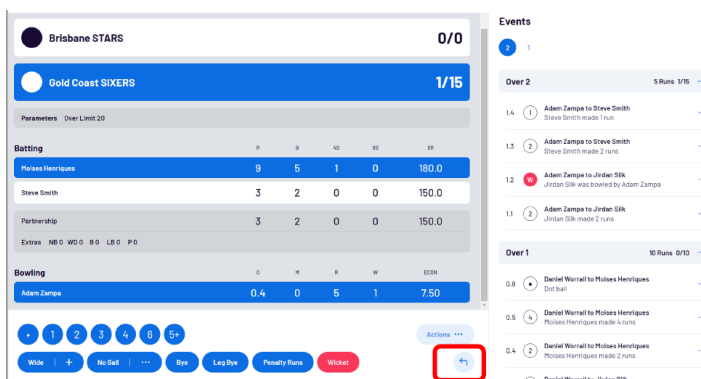 Brisbane STARS 0/0
Gold Coast SIXERS 1/15
Parameters Over Limit 20
Batting R B 4S 6S SR
Moises Henriques 9 5 1 0 180.0
Steve Smith 3 2 0 0 150.0
Partnership 3 2 0 0 150.0
Extras NB 0 WD 0 B 0 LB 0 P 0
Bowling O M R W ECON
Adam Zampa 0.4 0 5 1 7.50
• 1 2 3 4 6 5+ Actions •••
Wide + No Ball ••• Bye Leg Bye Penalty Runs Wicket
Events
2 1
Over 2 5 Runs 1/15
1.4 1 Adam Zampa to Steve Smith
Steve Smith made 1 run
1.3 2 Adam Zampa to Steve Smith
Steve Smith made 2 runs
1.2 W Adam Zampa to Jirdan Silk
Jirdan Silk was bowled by Adam Zampa
1.1 2 Adam Zampa to Jirdan Silk
Jirdan Silk made 2 runs
Over 1 10 Runs 0/10
0.6 • Daniel Worrall to Moises Henriques
Dot ball
0.5 4 Daniel Worrall to Moises Henriques
Moises Henriques made 4 runs
0.4 2 Daniel Worrall to Moises Henriques
Moises Henriques made 2 runs